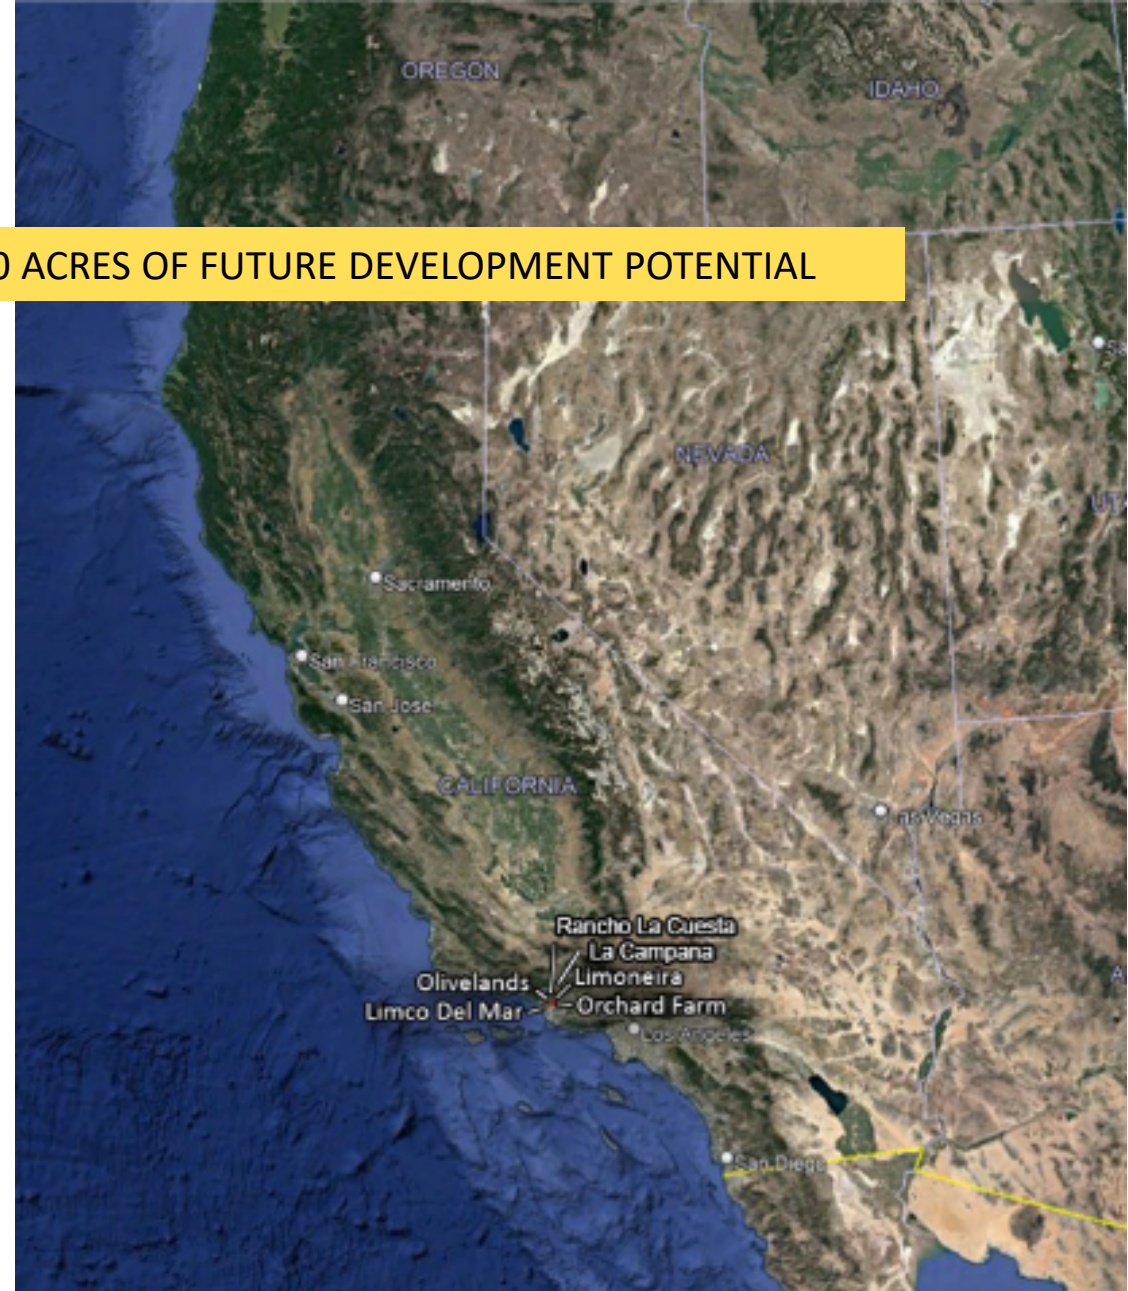 OREGON
IDAHO
0 ACRES OF FUTURE DEVELOPMENT POTENTIAL
NEVADA
Sacramento
San Francisco
San Jose
CALIFORNIA
Las Vegas
Rancho La Cuesta
La Campana
Olivelands
Limoneira
Limco Del Mar
Orchard Farm
Los Angeles
San Diego